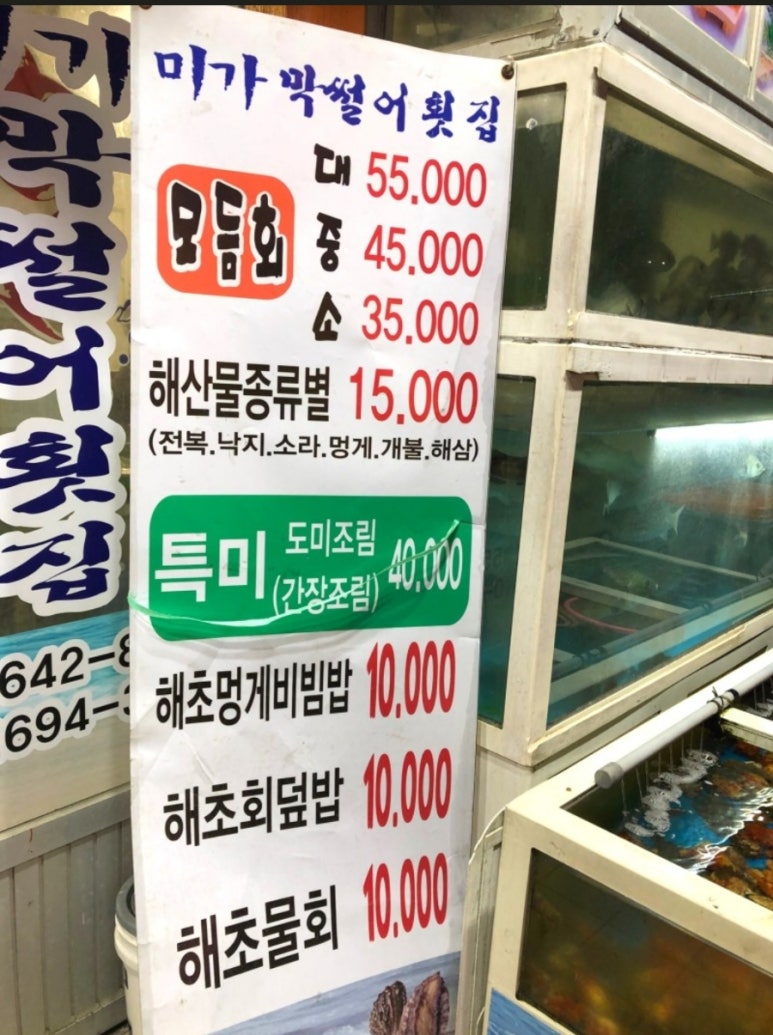 미가 막썰어횟집
모듬회
대 55.000
중 45.000
소 35.000
해산물종류별 15.000
(전복.낙지.소라.멍게.개불.해삼)
특미 도미조림 40,000
(간장조림)
해초멍게비빔밥 10,000
해초회덮밥 10,000
해초물회 10,000
가
막
썰
어
횟
집
642-8
694-